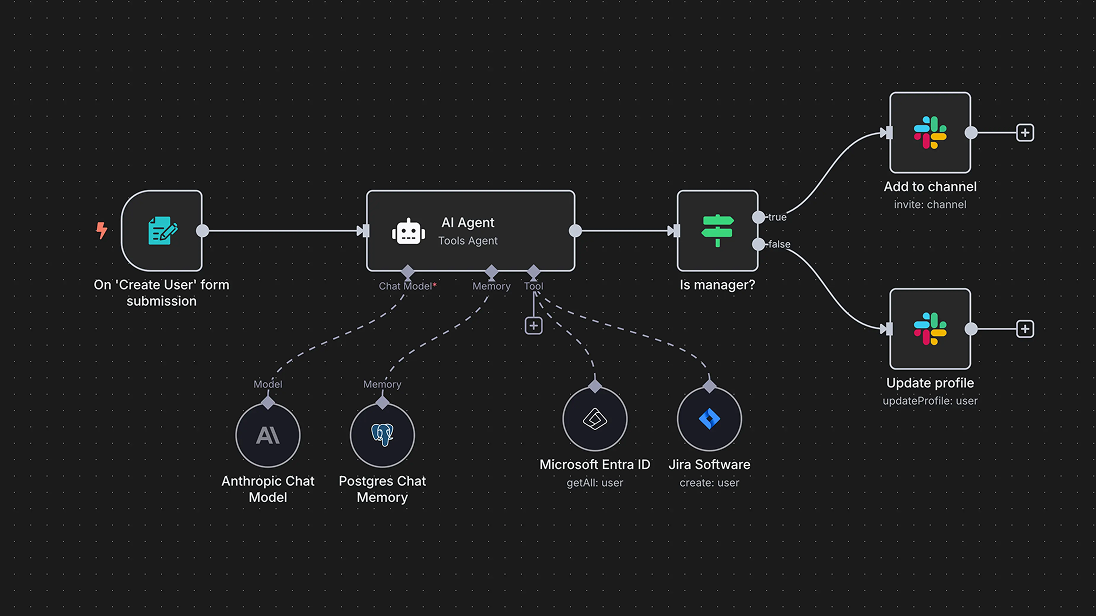 On 'Create User' form
submission
AI Agent
Tools Agent
Chat Model*
Memory
Tool
Model
Anthropic Chat
Model
Memory
Postgres Chat
Memory
Microsoft Entra ID
getAll: user
Jira Software
create: user
Is manager?
true
false
Add to channel
invite: channel
Update profile
updateProfile: user